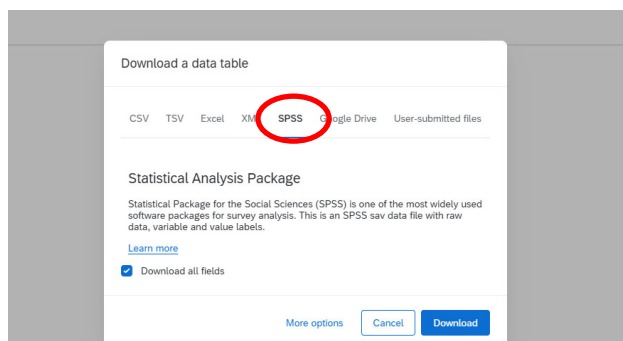 Download a data table
CSV TSV Excel XM SPSS Google Drive User-submitted files
Statistical Analysis Package
Statistical Package for the Social Sciences (SPSS) is one of the most widely used
software packages for survey analysis. This is an SPSS sav data file with raw
data, variable and value labels.
Learn more
Download all fields
More options Cancel Download